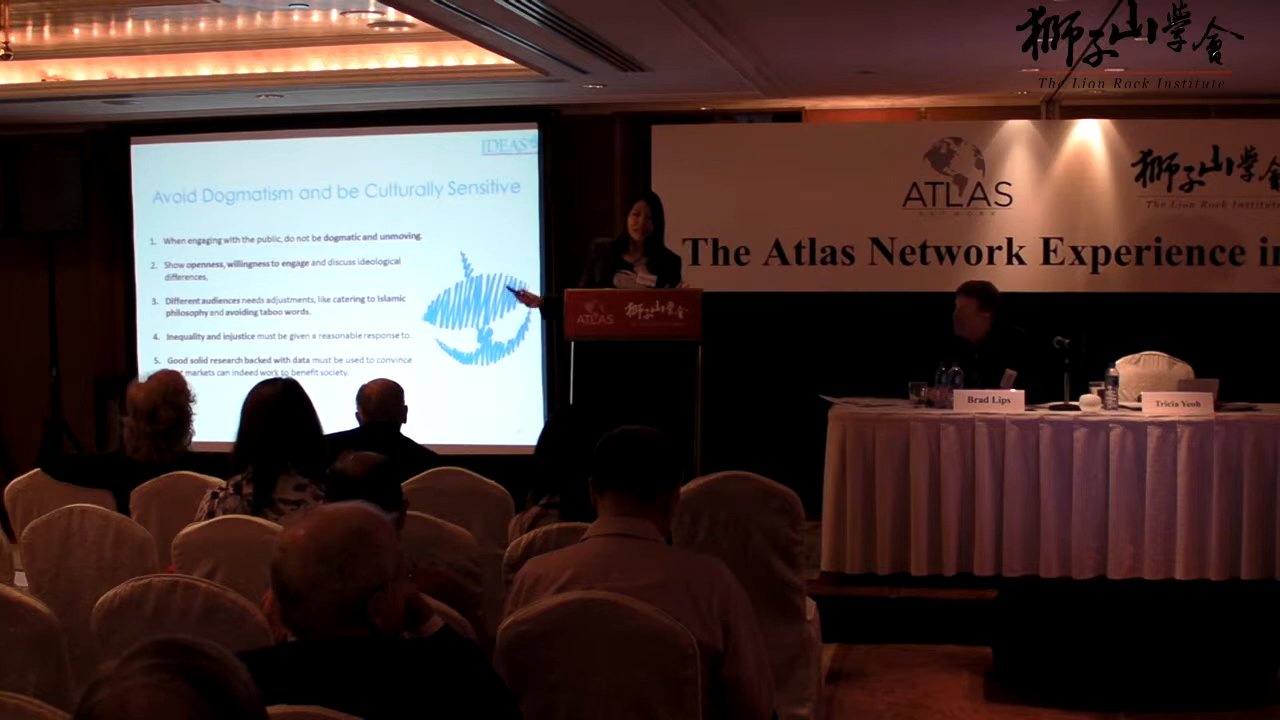 獅子山學會
The Lion Rock Institute
IDEAS
Avoid Dogmatism and be Culturally Sensitive
1. When engaging with the public, do not be dogmatic and unmoving.
2. Show openness, willingness to engage and discuss ideological
differences,
3. Different audiences needs adjustments, like catering to Islamic
philosophy and avoiding taboo words.
4. Inequality and injustice must be given a reasonable response to.
5. Good solid research backed with data must be used to convince
markets can indeed work to benefit society.
ATLAS
NETWORK
獅子山學會
The Lion Rock Institute
The Atlas Network Experience in
ATLAS
獅子山學會
Brad Lips
Tricia Yeoh